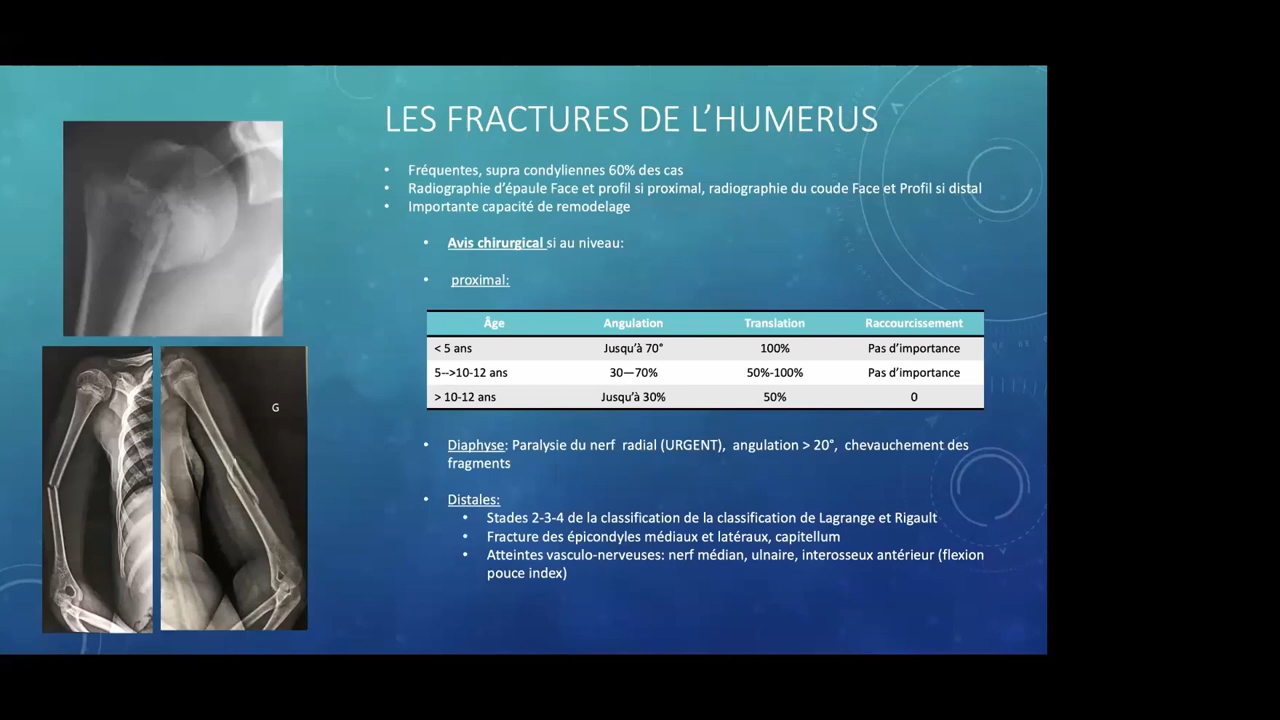 LES FRACTURES DE L'HUMERUS
• Fréquentes, supra condyliennes 60% des cas
• Radiographie d'épaule Face et profil si proximal, radiographie du coude Face et Profil si distal
• Importante capacité de remodelage
• Avis chirurgical si au niveau:
• proximal:
Âge Angulation Translation Raccourcissement
< 5 ans Jusqu'à 70° 100% Pas d'importance
5-->10-12 ans 30—70% 50%-100% Pas d'importance
> 10-12 ans Jusqu'à 30% 50% 0
• Diaphyse: Paralysie du nerf radial (URGENT), angulation > 20°, chevauchement des
fragments
• Distales:
• Stades 2-3-4 de la classification de la classification de Lagrange et Rigault
• Fracture des épicondyles médiaux et latéraux, capitellum
• Atteintes vasculo-nerveuses: nerf médian, ulnaire, interosseux antérieur (flexion
pouce index)
G